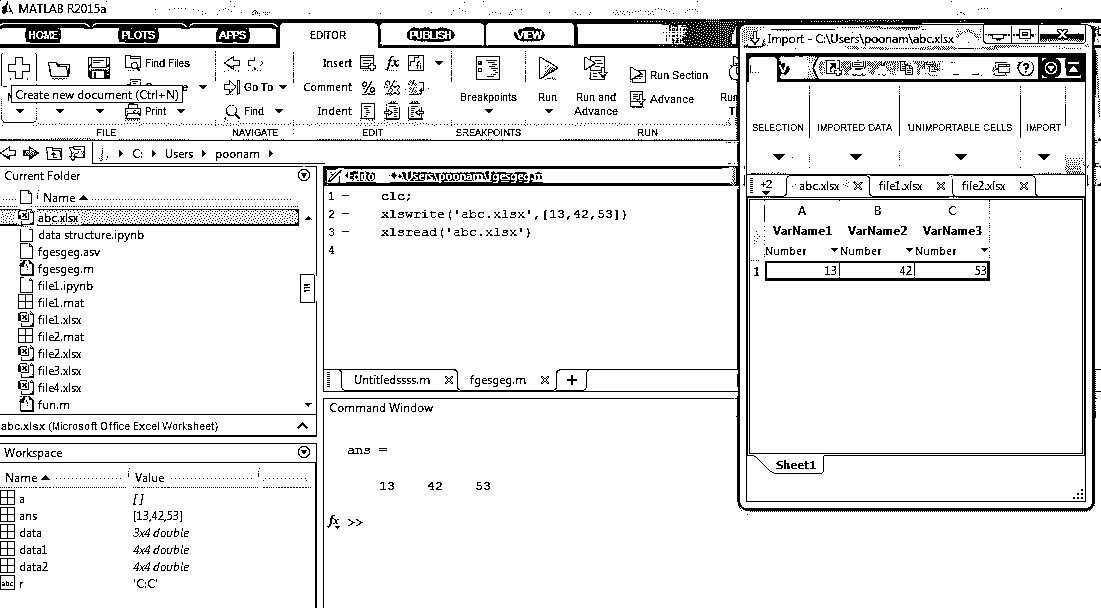 MATLAB R2015a
HOME PLOTS APPS EDITOR PUBLISH VIEW
Find Files
Insert fx
Go To
Comment %
Create new document (Ctrl+N)
Print
Find
Indent
Breakpoints
Run
Run and Advance
Run Section
Advance
FILE NAVIGATE EDIT BREAKPOINTS RUN
C: Users poonam
Current Folder
Name
abc.xlsx
data structure.ipynb
fgesgeg.asv
fgesgeg.m
file1.ipynb
file1.mat
file1.xlsx
file2.mat
file2.xlsx
file3.xlsx
file4.xlsx
fun.m
abc.xlsx (Microsoft Office Excel Worksheet)
Workspace
Name Value
a []
ans [13,42,53]
data 3x4 double
data1 4x4 double
data2 4x4 double
abc r 'C:C'
Users\poonam\fgesgeg.m
1 - clc;
2 - xlswrite('abc.xlsx',[13,42,53])
3 - xlsread('abc.xlsx')
4
Untitledssss.m fgesgeg.m +
Command Window
ans =
13 42 53
fx >>
Import - C:\Users\poonam\abc.xlsx
SELECTION IMPORTED DATA UNIMPORTABLE CELLS IMPORT
+2 abc.xlsx file1.xlsx file2.xlsx
A B C
VarName1 VarName2 VarName3
Number Number Number
1 13 42 53
Sheet1